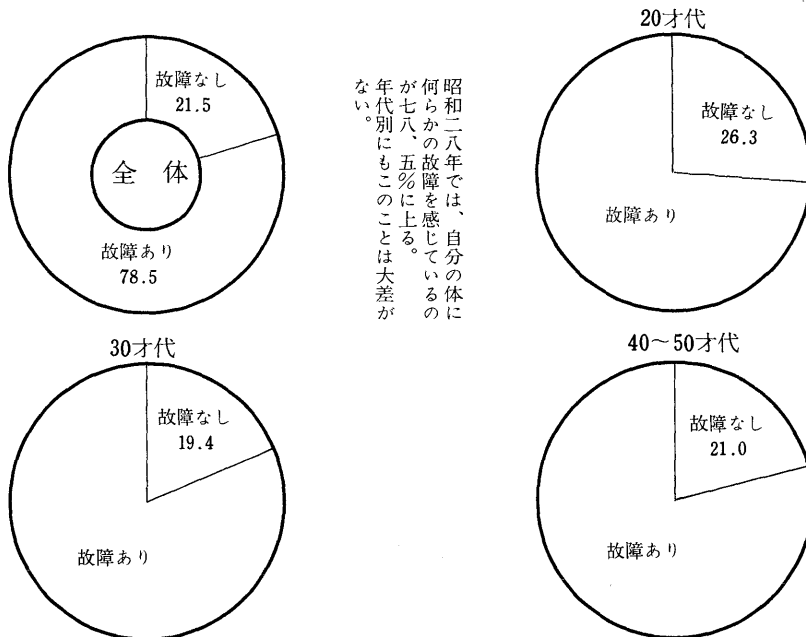 20才代
故障なし
26.3
故障あり
昭和二八年では、自分の体に
何らかの故障を感じているの
が七八、五％に上る。
年代別にもこのことは大差が
ない。
故障なし
21.5
全 体
故障あり
78.5
40〜50才代
故障なし
21.0
故障あり
30才代
故障なし
19.4
故障あり